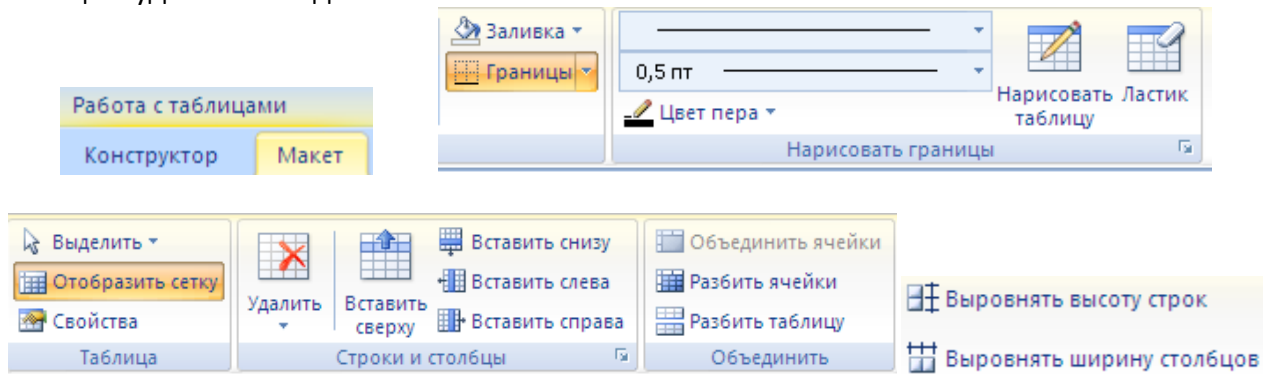 Заливка
Границы
0,5 пт
Цвет пера
Нарисовать таблицу
Ластик
Нарисовать границы
Работа с таблицами
Конструктор
Макет
Выделить
Отобразить сетку
Свойства
Таблица
Удалить
Вставить сверху
Вставить снизу
Вставить слева
Вставить справа
Строки и столбцы
Объединить ячейки
Разбить ячейки
Разбить таблицу
Объединить
Выровнять высоту строк
Выровнять ширину столбцов